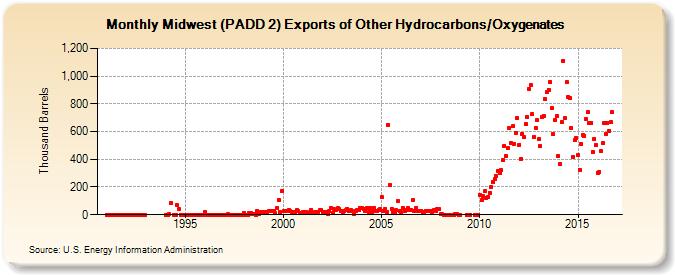 Monthly Midwest (PADD 2) Exports of Other Hydrocarbons/Oxygenates
Thousand Barrels
1,200
1,000
800
600
400
200
0
1995 2000 2005 2010 2015
Source: U.S. Energy Information Administration